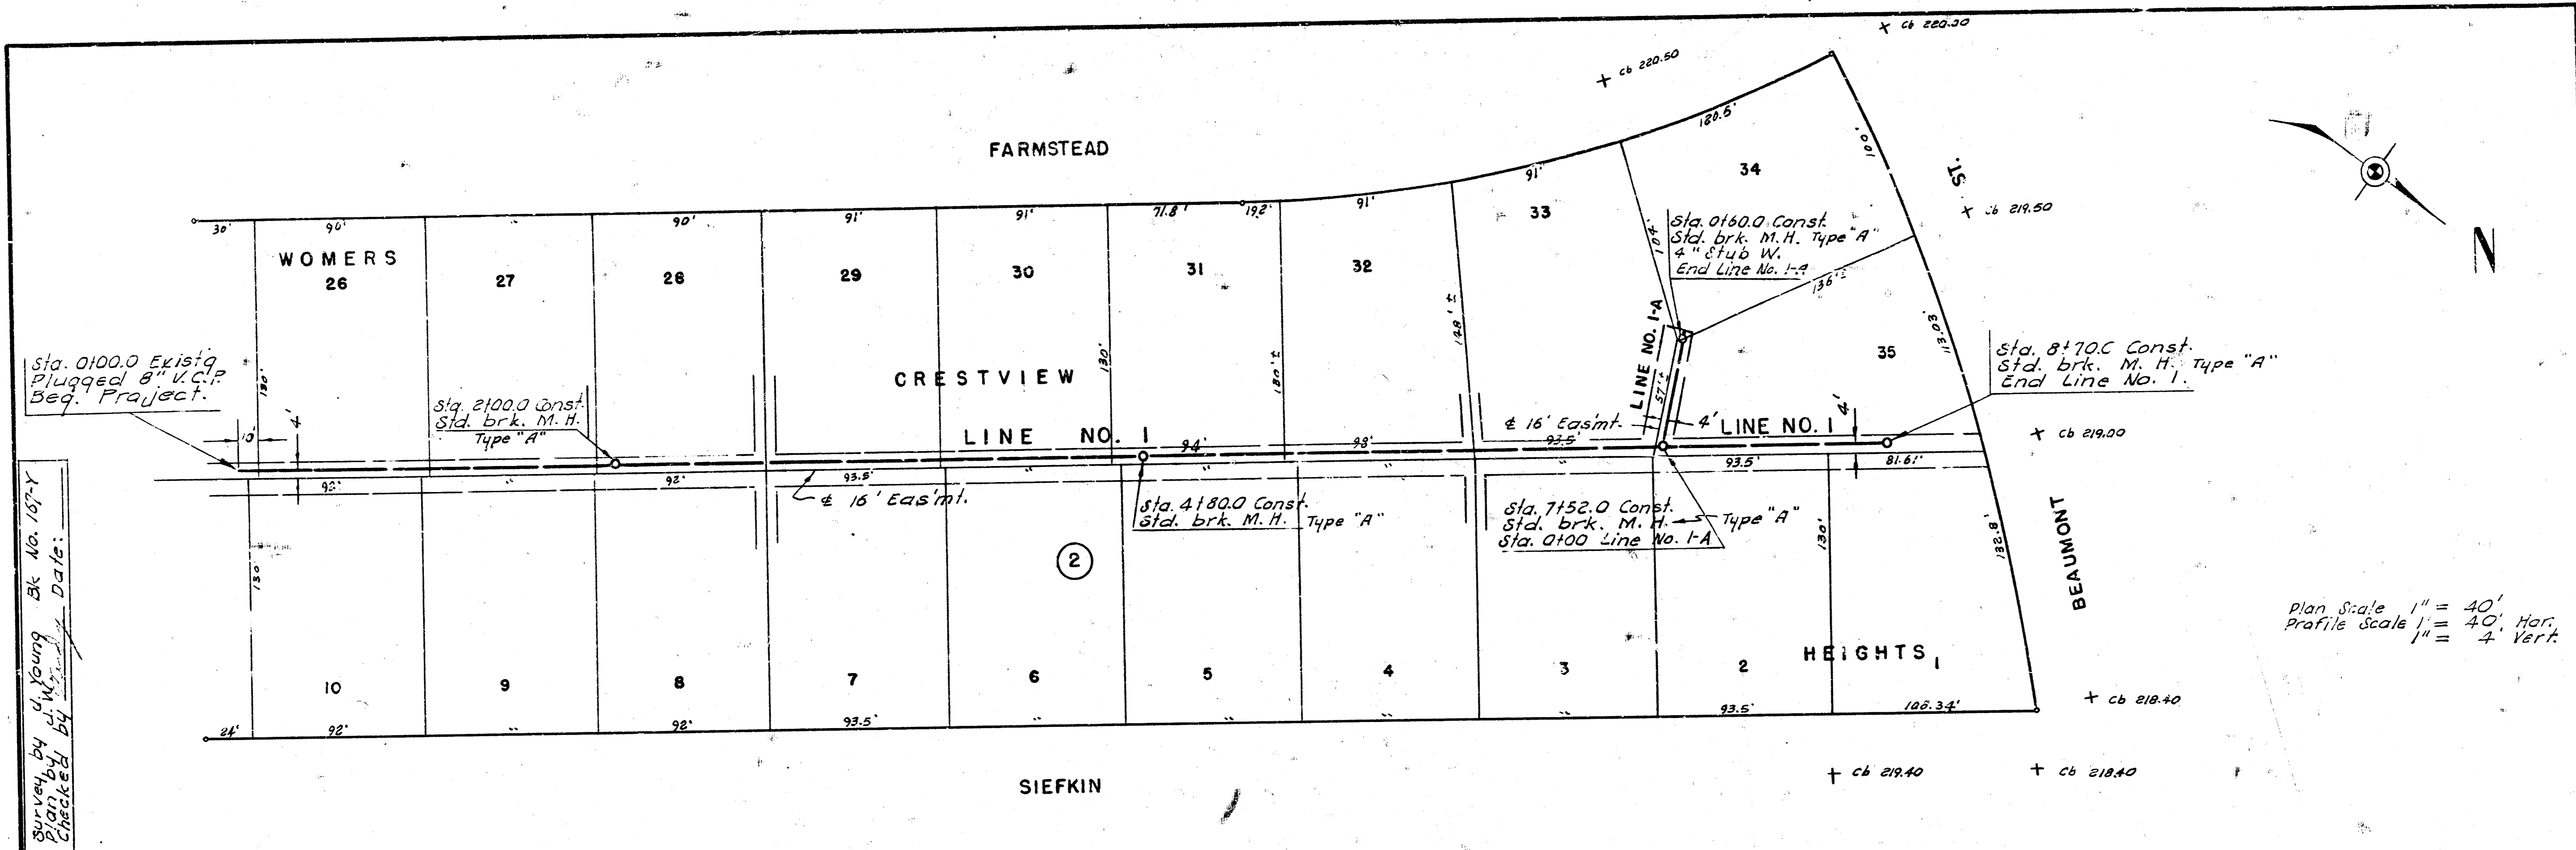 + cb 220.50
FARMSTEAD
120.5'
101.0'
ST.
cb 219.50
N
30'
90'
90'
91'
91'
71.8'
19.2'
91'
91'
WOMERS
26
27
28
29
30
31
32
33
34
35
Sta. 0+60.0 Const.
Std. brk. M.H. Type "A"
4" Stub W.
End Line No. 1-A
104'
136'±
148'±
130'
130'
130'±
113.03'
CRESTVIEW
LINE NO. 1-A
57'±
Sta. 0+00.0 Exist'g
Plugged 8" V.C.P.
Beg. Project.
10'
4'
Sta. 2+00.0 Const.
Std. brk. M.H.
Type "A"
LINE NO. 1
94'
93'
93.5'
℄ 16' Eas'mt.
4'
LINE NO. 1
4'
Sta. 8+70.0 Const.
Std. brk. M.H. Type "A"
End Line No. 1.
+ cb 219.00
92'
"
92'
93.5'
"
"
"
"
93.5'
81.61'
℄ 16' Eas'mt.
Sta. 4+80.0 Const.
Std. brk. M.H. Type "A"
Sta. 7+52.0 Const.
Std. brk. M.H. Type "A"
Sta. 0+00 Line No. 1-A
130'
2
130'
132.8'
BEAUMONT
Plan Scale 1" = 40'
Profile Scale 1" = 40' Hor.
1" = 4' Vert.
10
9
8
7
6
5
4
3
2
HEIGHTS
1
24'
92'
"
92'
93.5'
"
"
"
"
93.5'
+ cb 218.40
SIEFKIN
+ cb 219.40
+ cb 218.40
Survey by J. Young Bk No. 167-Y
Plan by J.
Checked by Date: